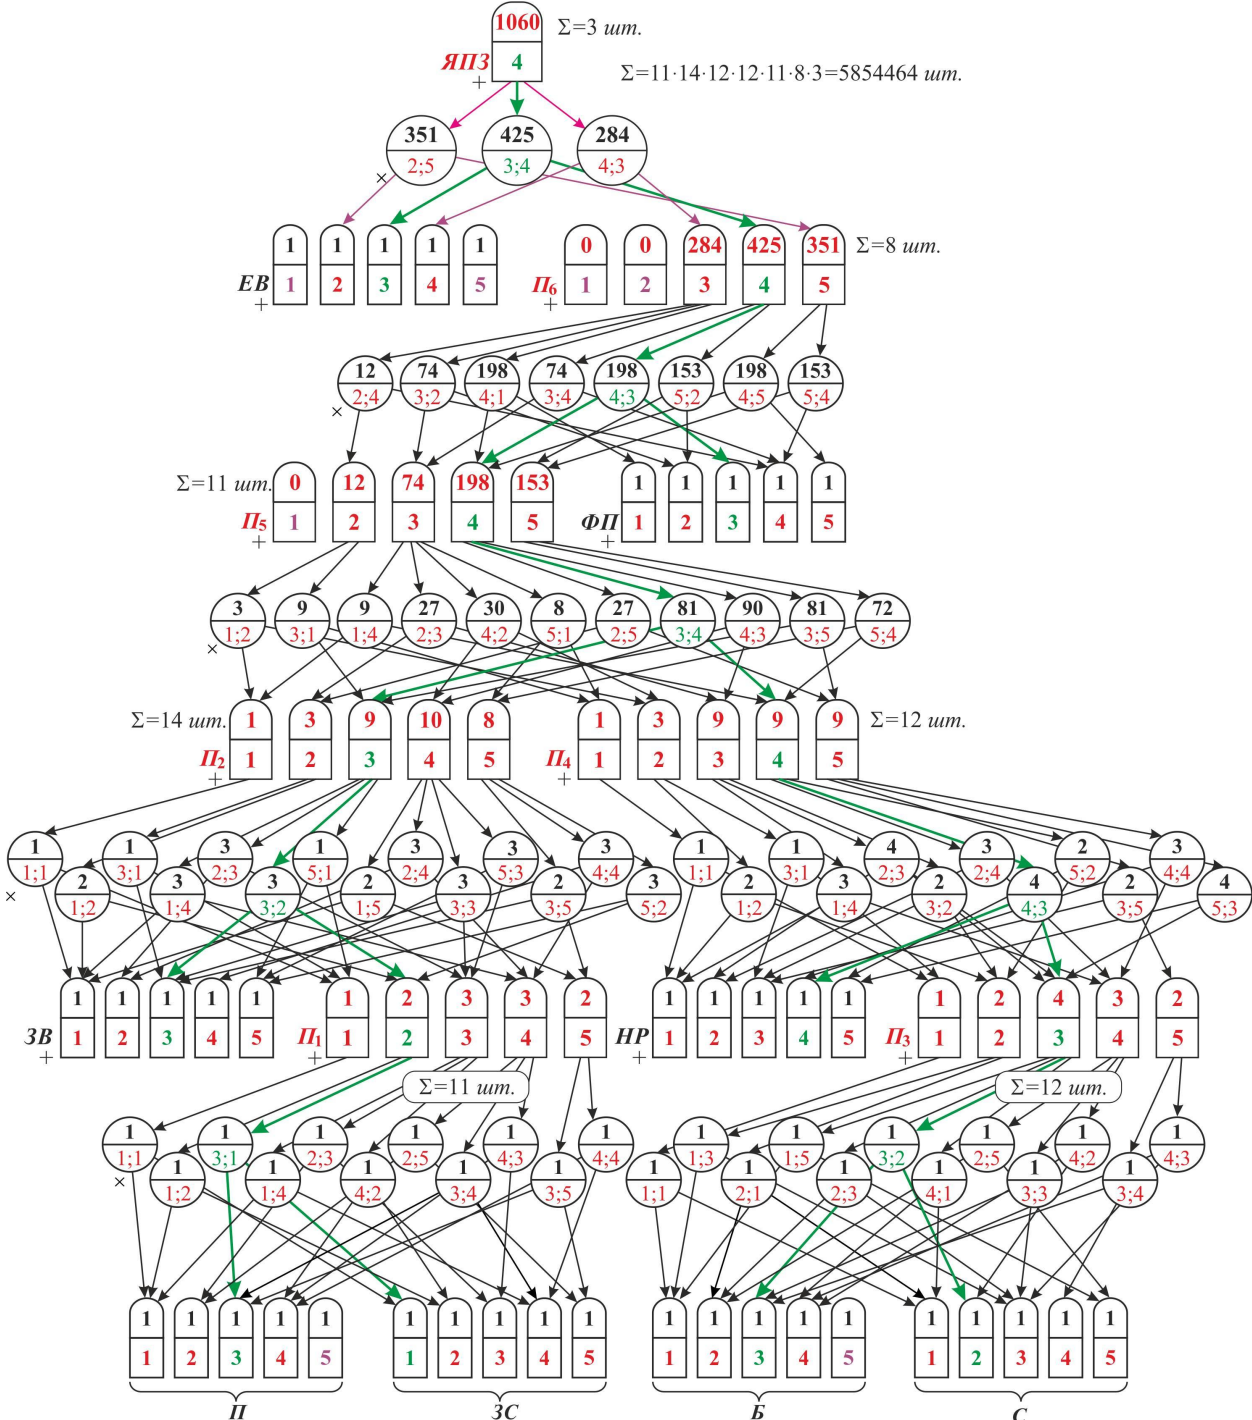 1060 Σ=3 шт.
ЯПЗ 4
+ Σ=11·14·12·12·11·8·3=5854464 шт.
351 425 284
2;5 3;4 4;3
×
1 1 1 1 1 0 0 284 425 351 Σ=8 шт.
ЕВ 1 2 3 4 5 П6 1 2 3 4 5
+ +
12 74 198 74 198 153 198 153
2;4 3;2 4;1 3;4 4;3 5;2 4;5 5;4
×
Σ=11 шт. 0 12 74 198 153 1 1 1 1 1
П5 1 2 3 4 5 ФП 1 2 3 4 5
+ +
3 9 9 27 30 8 27 81 90 81 72
1;2 3;1 1;4 2;3 4;2 5;1 2;5 3;4 4;3 3;5 5;4
×
Σ=14 шт. 1 3 9 10 8 1 3 9 9 9 Σ=12 шт.
П2 1 2 3 4 5 П4 1 2 3 4 5
+ +
1 1 3 1 3 3 3 1 1 4 3 2 3
1;1 3;1 2;3 5;1 2;4 5;3 4;4 1;1 3;1 2;3 2;4 5;2 4;4
2 3 3 2 3 2 3 2 3 2 4 2 4
× 1;2 1;4 3;2 1;5 3;3 3;5 5;2 1;2 1;4 3;2 4;3 3;5 5;3
1 1 1 1 1 1 2 3 3 2 1 1 1 1 1 1 2 4 3 2
ЗВ 1 2 3 4 5 П1 1 2 3 4 5 НР 1 2 3 4 5 П3 1 2 3 4 5
+ + + +
Σ=11 шт. Σ=12 шт.
1 1 1 1 1 1 1 1 1 1 1 1
1;1 3;1 2;3 2;5 4;3 4;4 1;3 1;5 3;2 2;5 4;2 4;3
1 1 1 1 1 1 1 1 1 1 1
× 1;2 1;4 4;2 3;4 3;5 1;1 2;1 2;3 4;1 3;3 3;4
1 1 1 1 1 1 1 1 1 1 1 1 1 1 1 1 1 1 1 1
1 2 3 4 5 1 2 3 4 5 1 2 3 4 5 1 2 3 4 5
П ЗС Б С